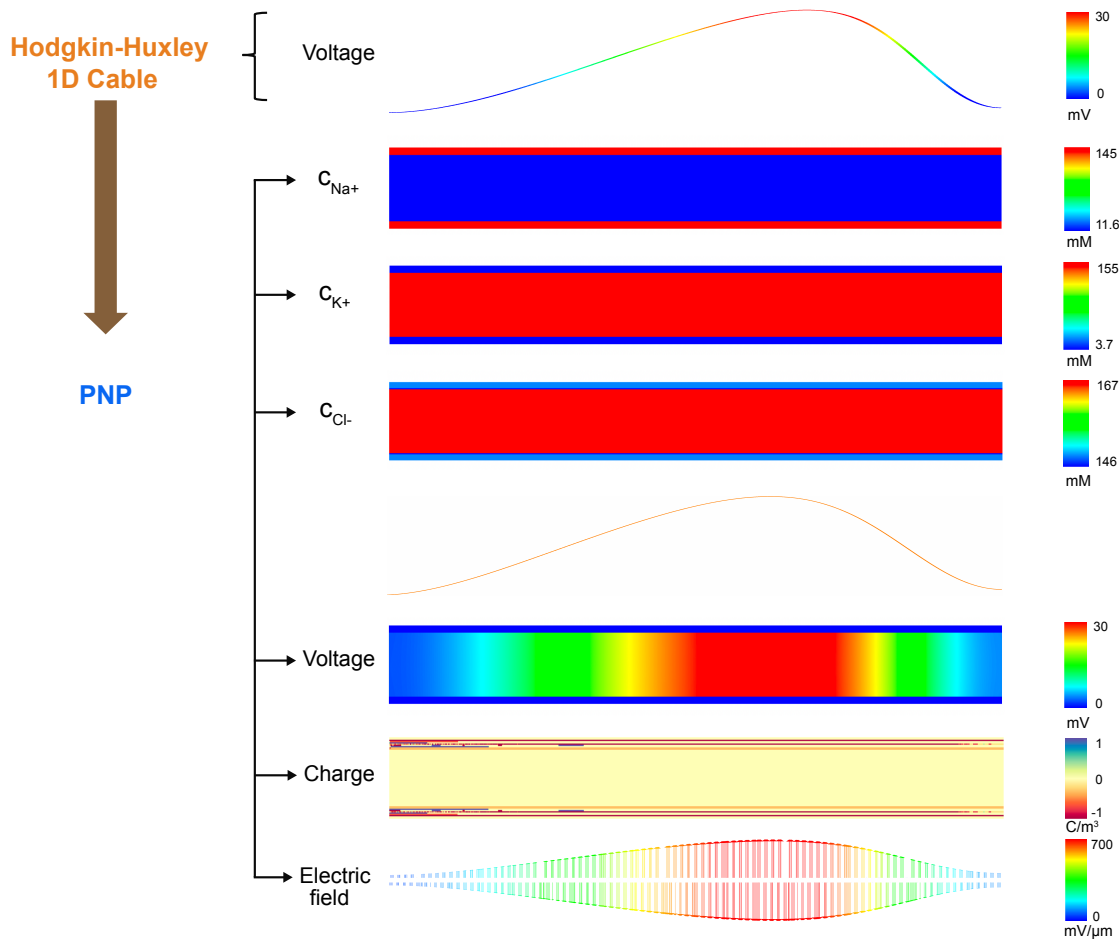 Hodgkin-Huxley
1D Cable
Voltage
30
0
mV
cNa+
145
11.6
mM
cK+
155
3.7
mM
PNP
cCl-
167
146
mM
Voltage
30
0
mV
Charge
1
0
-1
C/m³
Electric
field
700
0
mV/µm